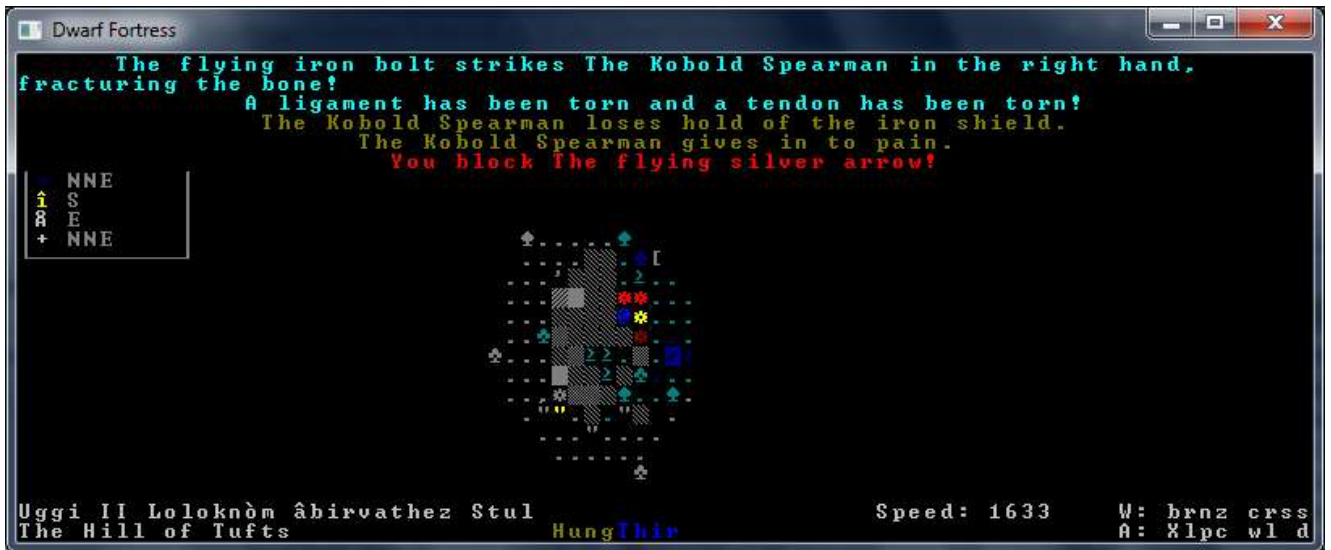 Dwarf Fortress
The flying iron bolt strikes The Kobold Spearman in the right hand,
fracturing the bone!
A ligament has been torn and a tendon has been torn!
The Kobold Spearman loses hold of the iron shield.
The Kobold Spearman gives in to pain.
You block The flying silver arrow!
NNE
S
E
NNE
Uggi II Loloknòm âbirvathez Stul Speed: 1633 W: brnz crss
The Hill of Tufts HungThir A: Xlpc wl d